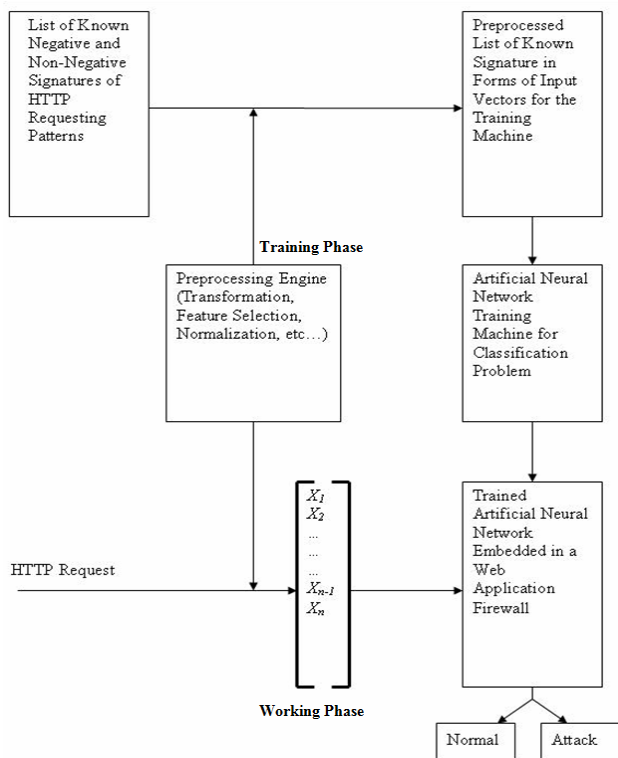 List of Known
Negative and
Non-Negative
Signatures of
HTTP
Requesting
Patterns
Preprocessed
List of Known
Signature in
Forms of Input
Vectors for the
Training
Machine
Training Phase
Preprocessing Engine
(Transformation,
Feature Selection,
Normalization, etc…)
Artificial Neural
Network
Training
Machine for
Classification
Problem
HTTP Request
X1
X2
...
...
...
Xn-1
Xn
Trained
Artificial Neural
Network
Embedded in a
Web
Application
Firewall
Working Phase
Normal
Attack